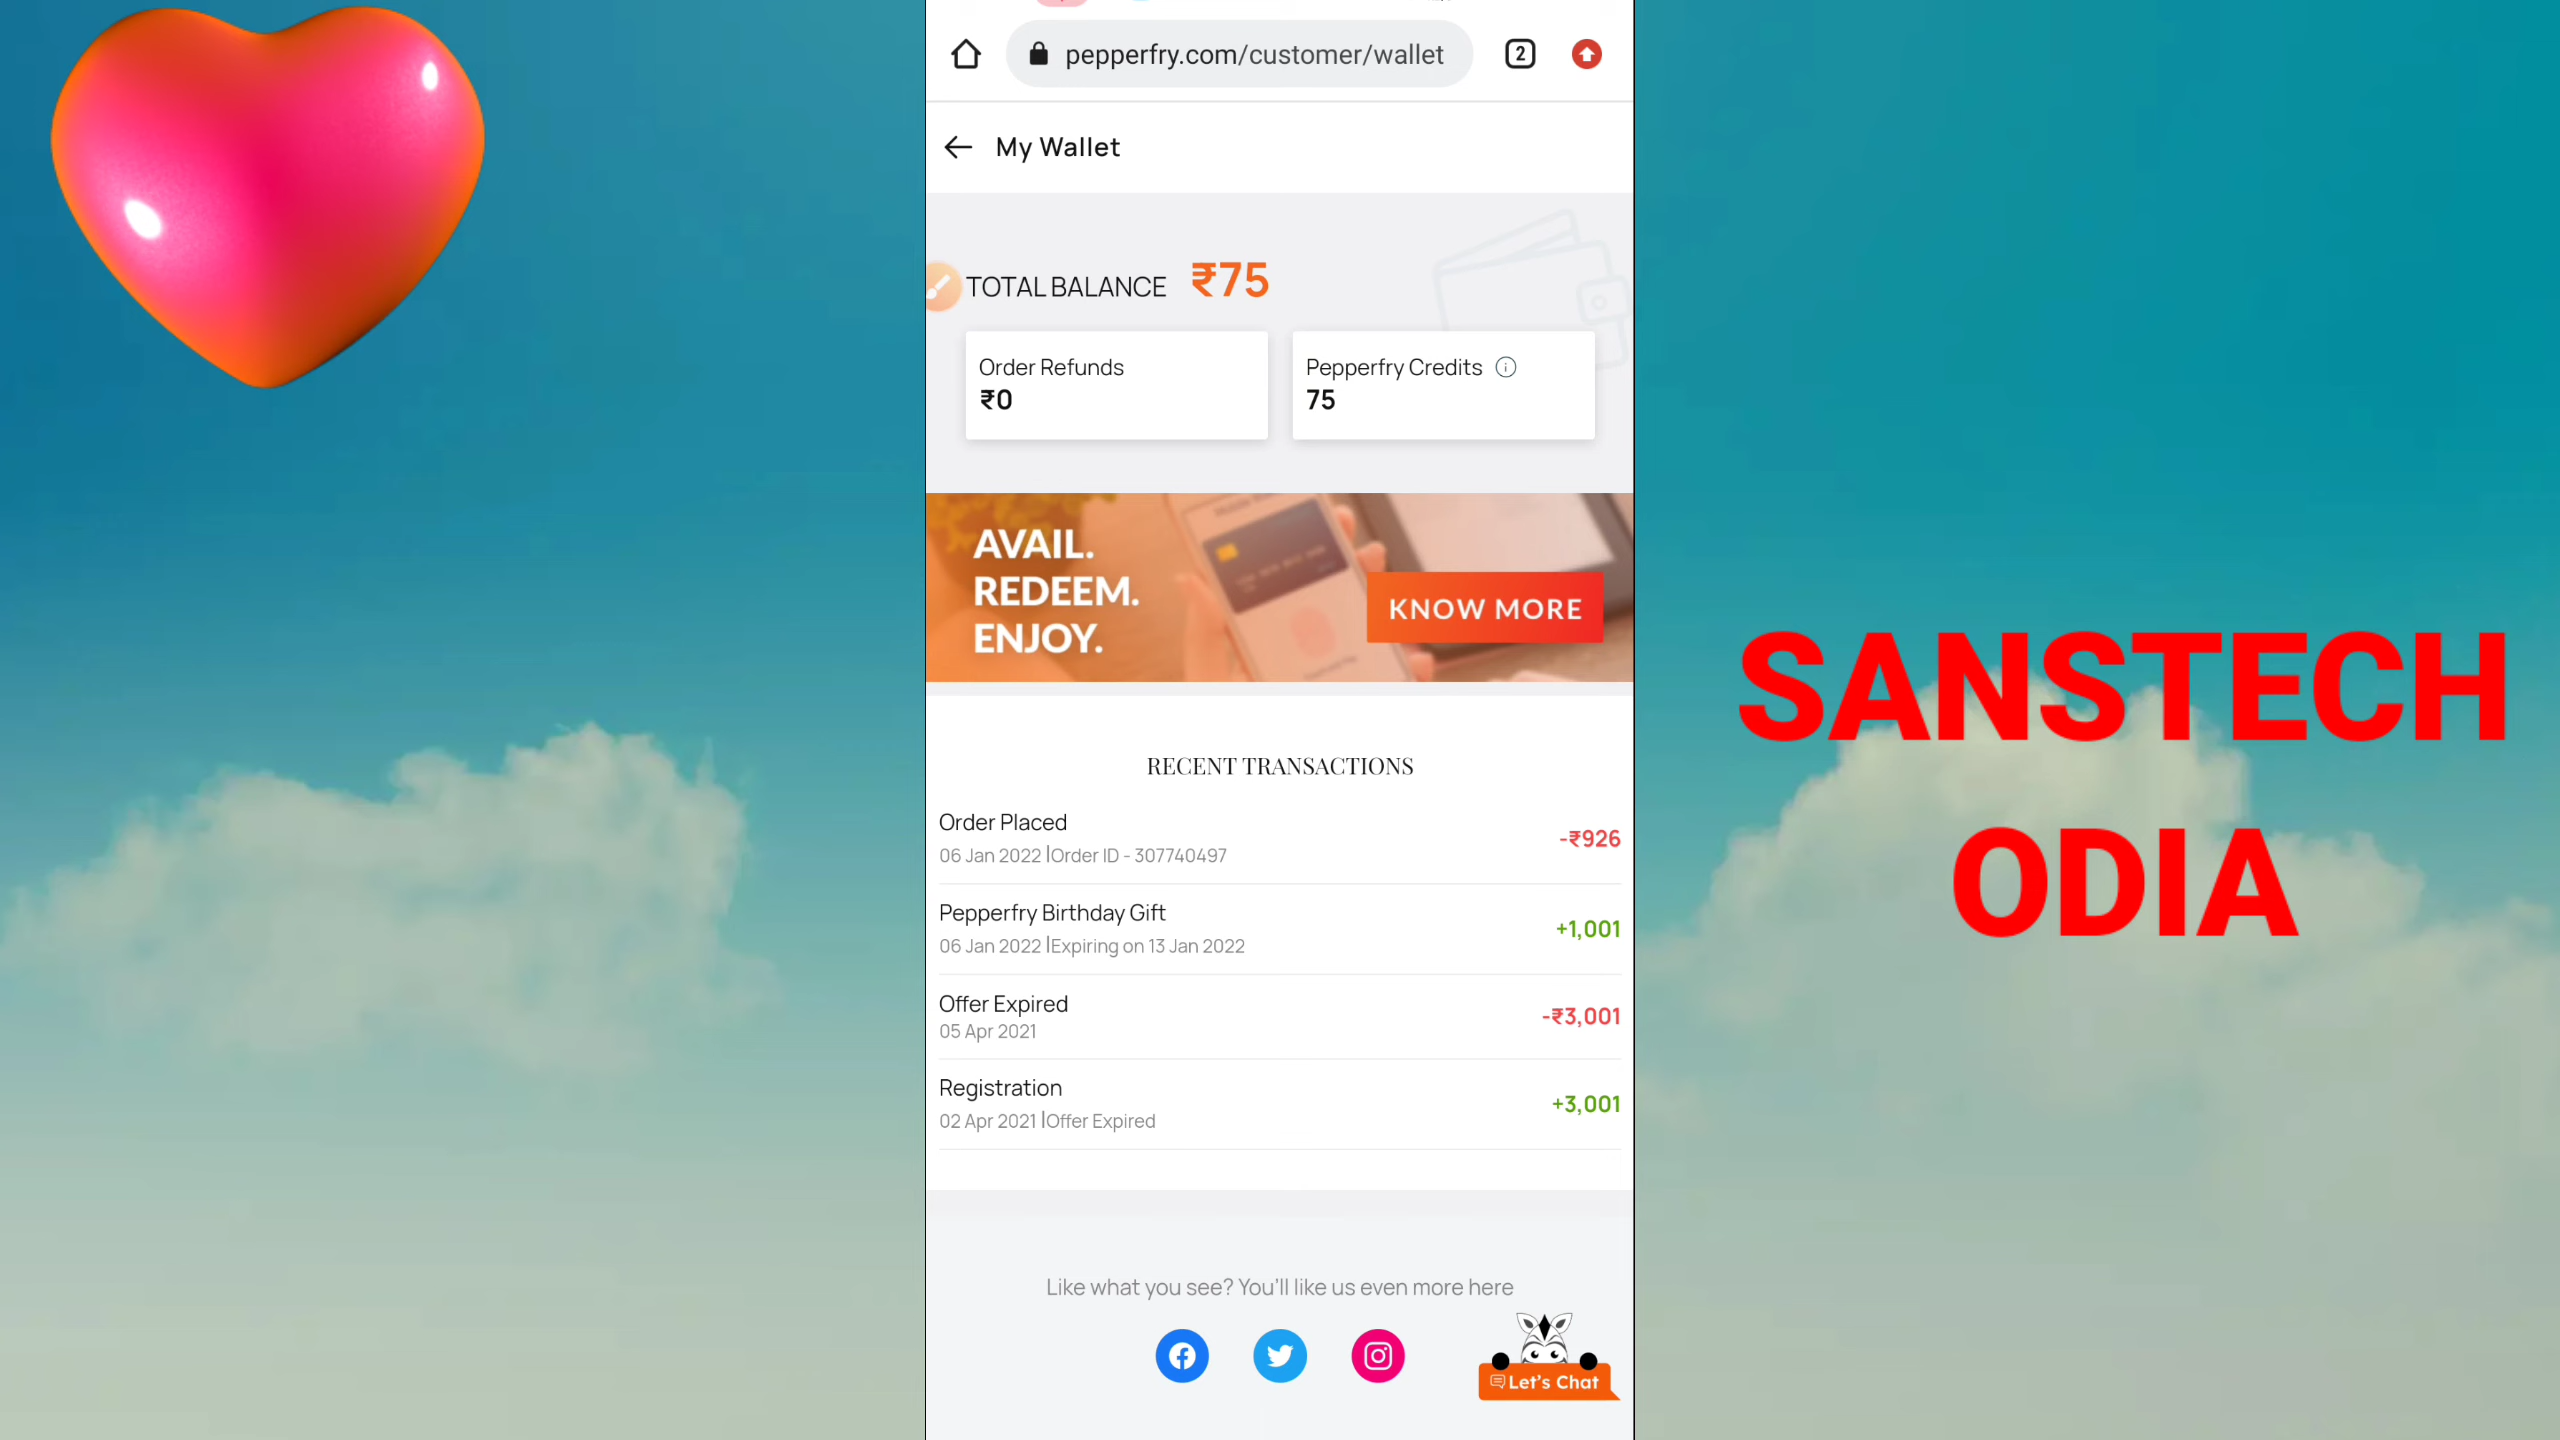 2
pepperfry.com/customer/wallet
My Wallet
TOTAL BALANCE ₹75
Order Refunds
₹0
Pepperfry Credits
75
AVAIL.
REDEEM.
ENJOY.
KNOW MORE
RECENT TRANSACTIONS
Order Placed
-₹926
06 Jan 2022 |Order ID - 307740497
Pepperfry Birthday Gift
+1,001
06 Jan 2022 |Expiring on 13 Jan 2022
Offer Expired
-₹3,001
05 Apr 2021
Registration
+3,001
02 Apr 2021 |Offer Expired
Like what you see? You'll like us even more here
Let's Chat
SANSTECH
ODIA